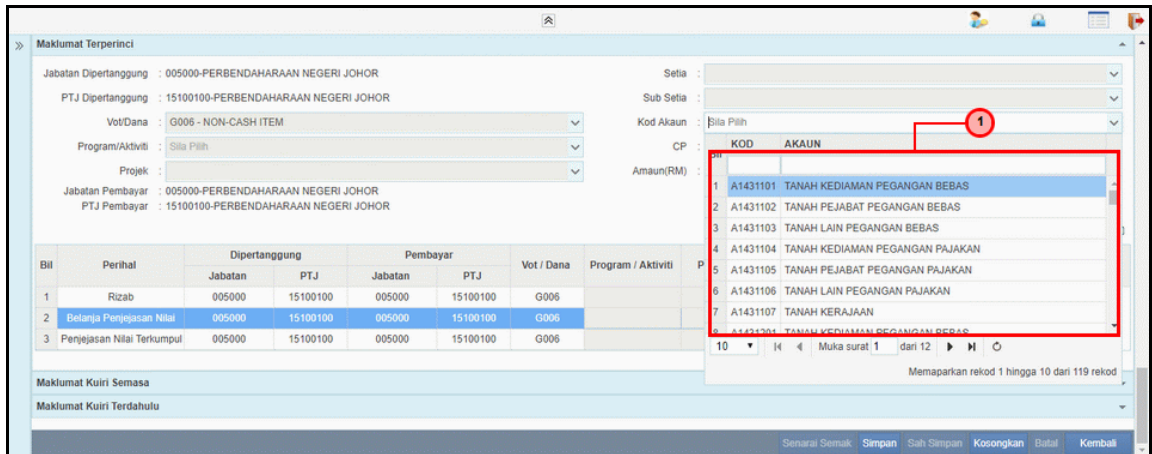 Maklumat Terperinci
Jabatan Dipertanggung : 005000-PERBENDAHARAAN NEGERI JOHOR
Setia :
PTJ Dipertanggung : 15100100-PERBENDAHARAAN NEGERI JOHOR
Sub Setia :
Vot/Dana : G006 - NON-CASH ITEM
Kod Akaun : Sila Pilih
1
Program/Aktiviti : Sila Pilih
CP :
Projek :
Amaun(RM) :
Jabatan Pembayar : 005000-PERBENDAHARAAN NEGERI JOHOR
PTJ Pembayar : 15100100-PERBENDAHARAAN NEGERI JOHOR
Bil KOD AKAUN
1 A1431101 TANAH KEDIAMAN PEGANGAN BEBAS
2 A1431102 TANAH PEJABAT PEGANGAN BEBAS
3 A1431103 TANAH LAIN PEGANGAN BEBAS
4 A1431104 TANAH KEDIAMAN PEGANGAN PAJAKAN
5 A1431105 TANAH PEJABAT PEGANGAN PAJAKAN
6 A1431106 TANAH LAIN PEGANGAN PAJAKAN
7 A1431107 TANAH KERAJAAN
8 A1431201 TANAH KEDIAMAN PEGANGAN BEBAS
10 Muka surat 1 dari 12
Memaparkan rekod 1 hingga 10 dari 119 rekod
Bil Perihal Dipertanggung Pembayar Vot / Dana Program / Aktiviti P
Jabatan PTJ Jabatan PTJ
1 Rizab 005000 15100100 005000 15100100 G006
2 Belanja Penjejasan Nilai 005000 15100100 005000 15100100 G006
3 Penjejasan Nilai Terkumpul 005000 15100100 005000 15100100 G006
Maklumat Kuiri Semasa
Maklumat Kuiri Terdahulu
Senarai Semak Simpan Sah Simpan Kosongkan Batal Kembali